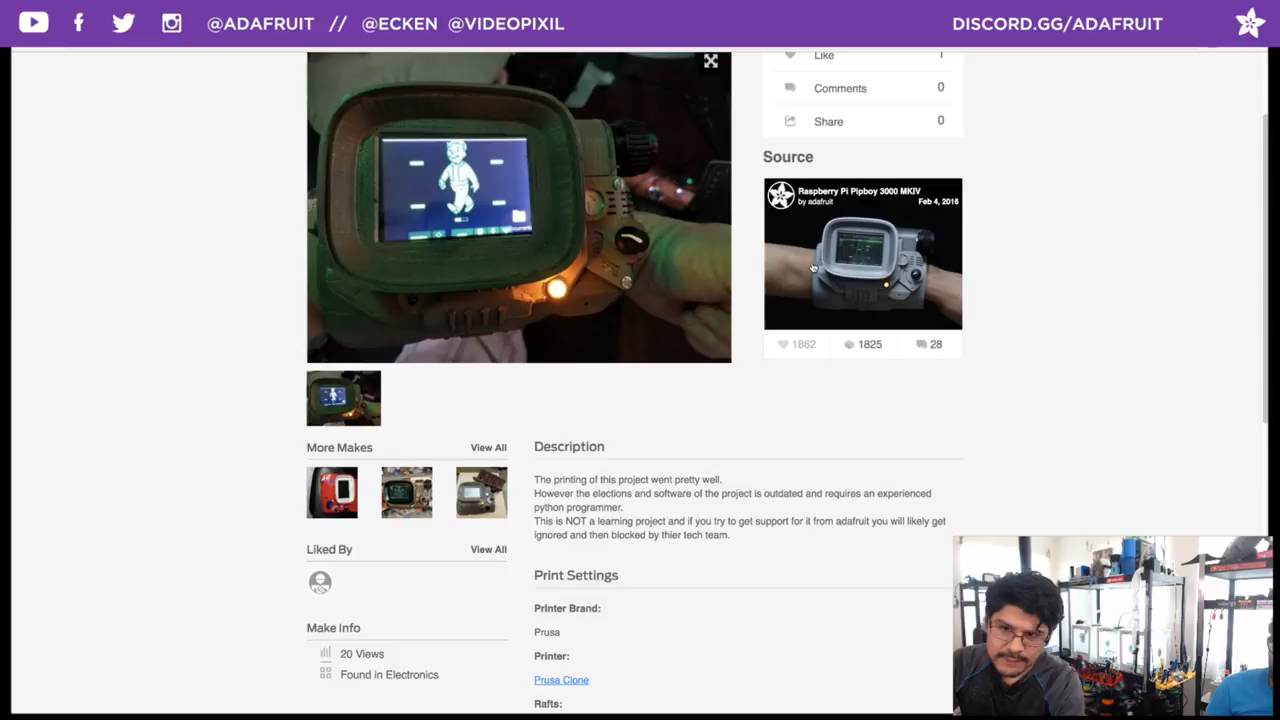 @ADAFRUIT // @ECKEN @VIDEOPIXIL
DISCORD.GG/ADAFRUIT
Like 1
Comments 0
Share 0
Source
Raspberry Pi Pipboy 3000 MKIV
by adafruit
Feb 4, 2016
1862 1825 28
More Makes View All
Liked By View All
Make Info
20 Views
Found in Electronics
Description
The printing of this project went pretty well.
However the elections and software of the project is outdated and requires an experienced
python programmer.
This is NOT a learning project and if you try to get support for it from adafruit you will likely get
ignored and then blocked by thier tech team.
Print Settings
Printer Brand:
Prusa
Printer:
Prusa Clone
Rafts: